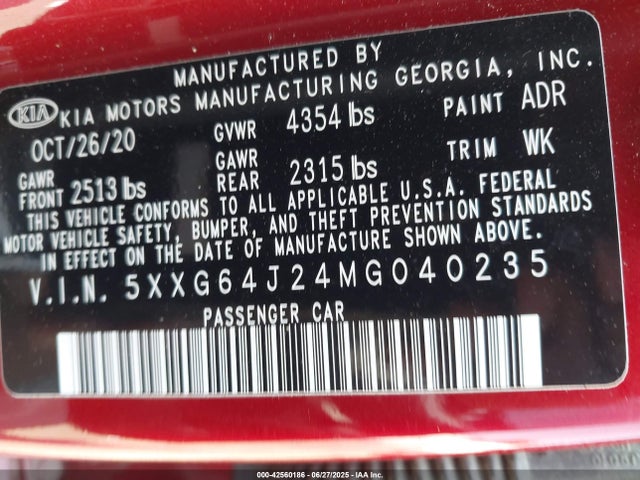 MANUFACTURED BY
KIA KIA MOTORS MANUFACTURING GEORGIA, INC.
OCT/26/20 GVWR 4354 lbs PAINT ADR
GAWR FRONT 2513 lbs GAWR REAR 2315 lbs TRIM WK
THIS VEHICLE CONFORMS TO ALL APPLICABLE U.S.A. FEDERAL
MOTOR VEHICLE SAFETY, BUMPER, AND THEFT PREVENTION STANDARDS
IN EFFECT ON THE DATE OF MANUFACTURE SHOWN ABOVE.
V.I.N. 5XXG64J24MG040235
PASSENGER CAR
000-42560186 - 06/27/2025 - IAA Inc.